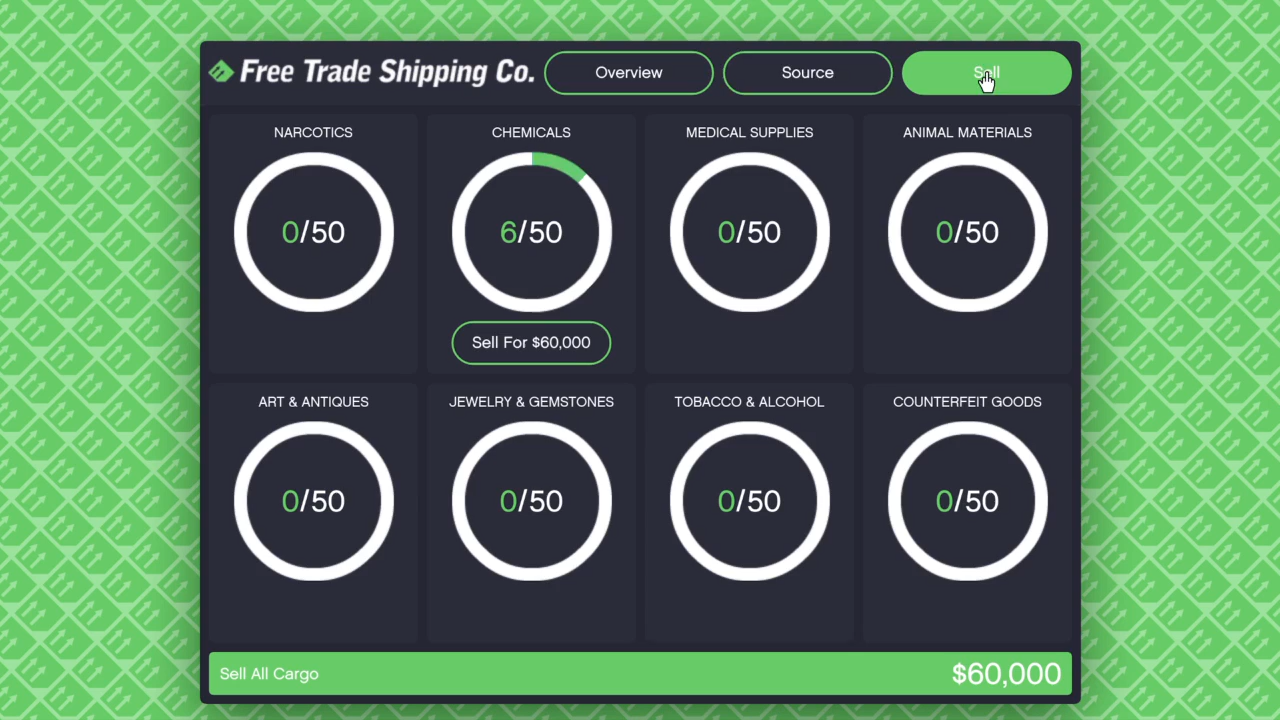 Free Trade Shipping Co.
Overview
Source
Sell
NARCOTICS
CHEMICALS
MEDICAL SUPPLIES
ANIMAL MATERIALS
0/50
6/50
0/50
0/50
Sell For $60,000
ART & ANTIQUES
JEWELRY & GEMSTONES
TOBACCO & ALCOHOL
COUNTERFEIT GOODS
0/50
0/50
0/50
0/50
Sell All Cargo
$60,000